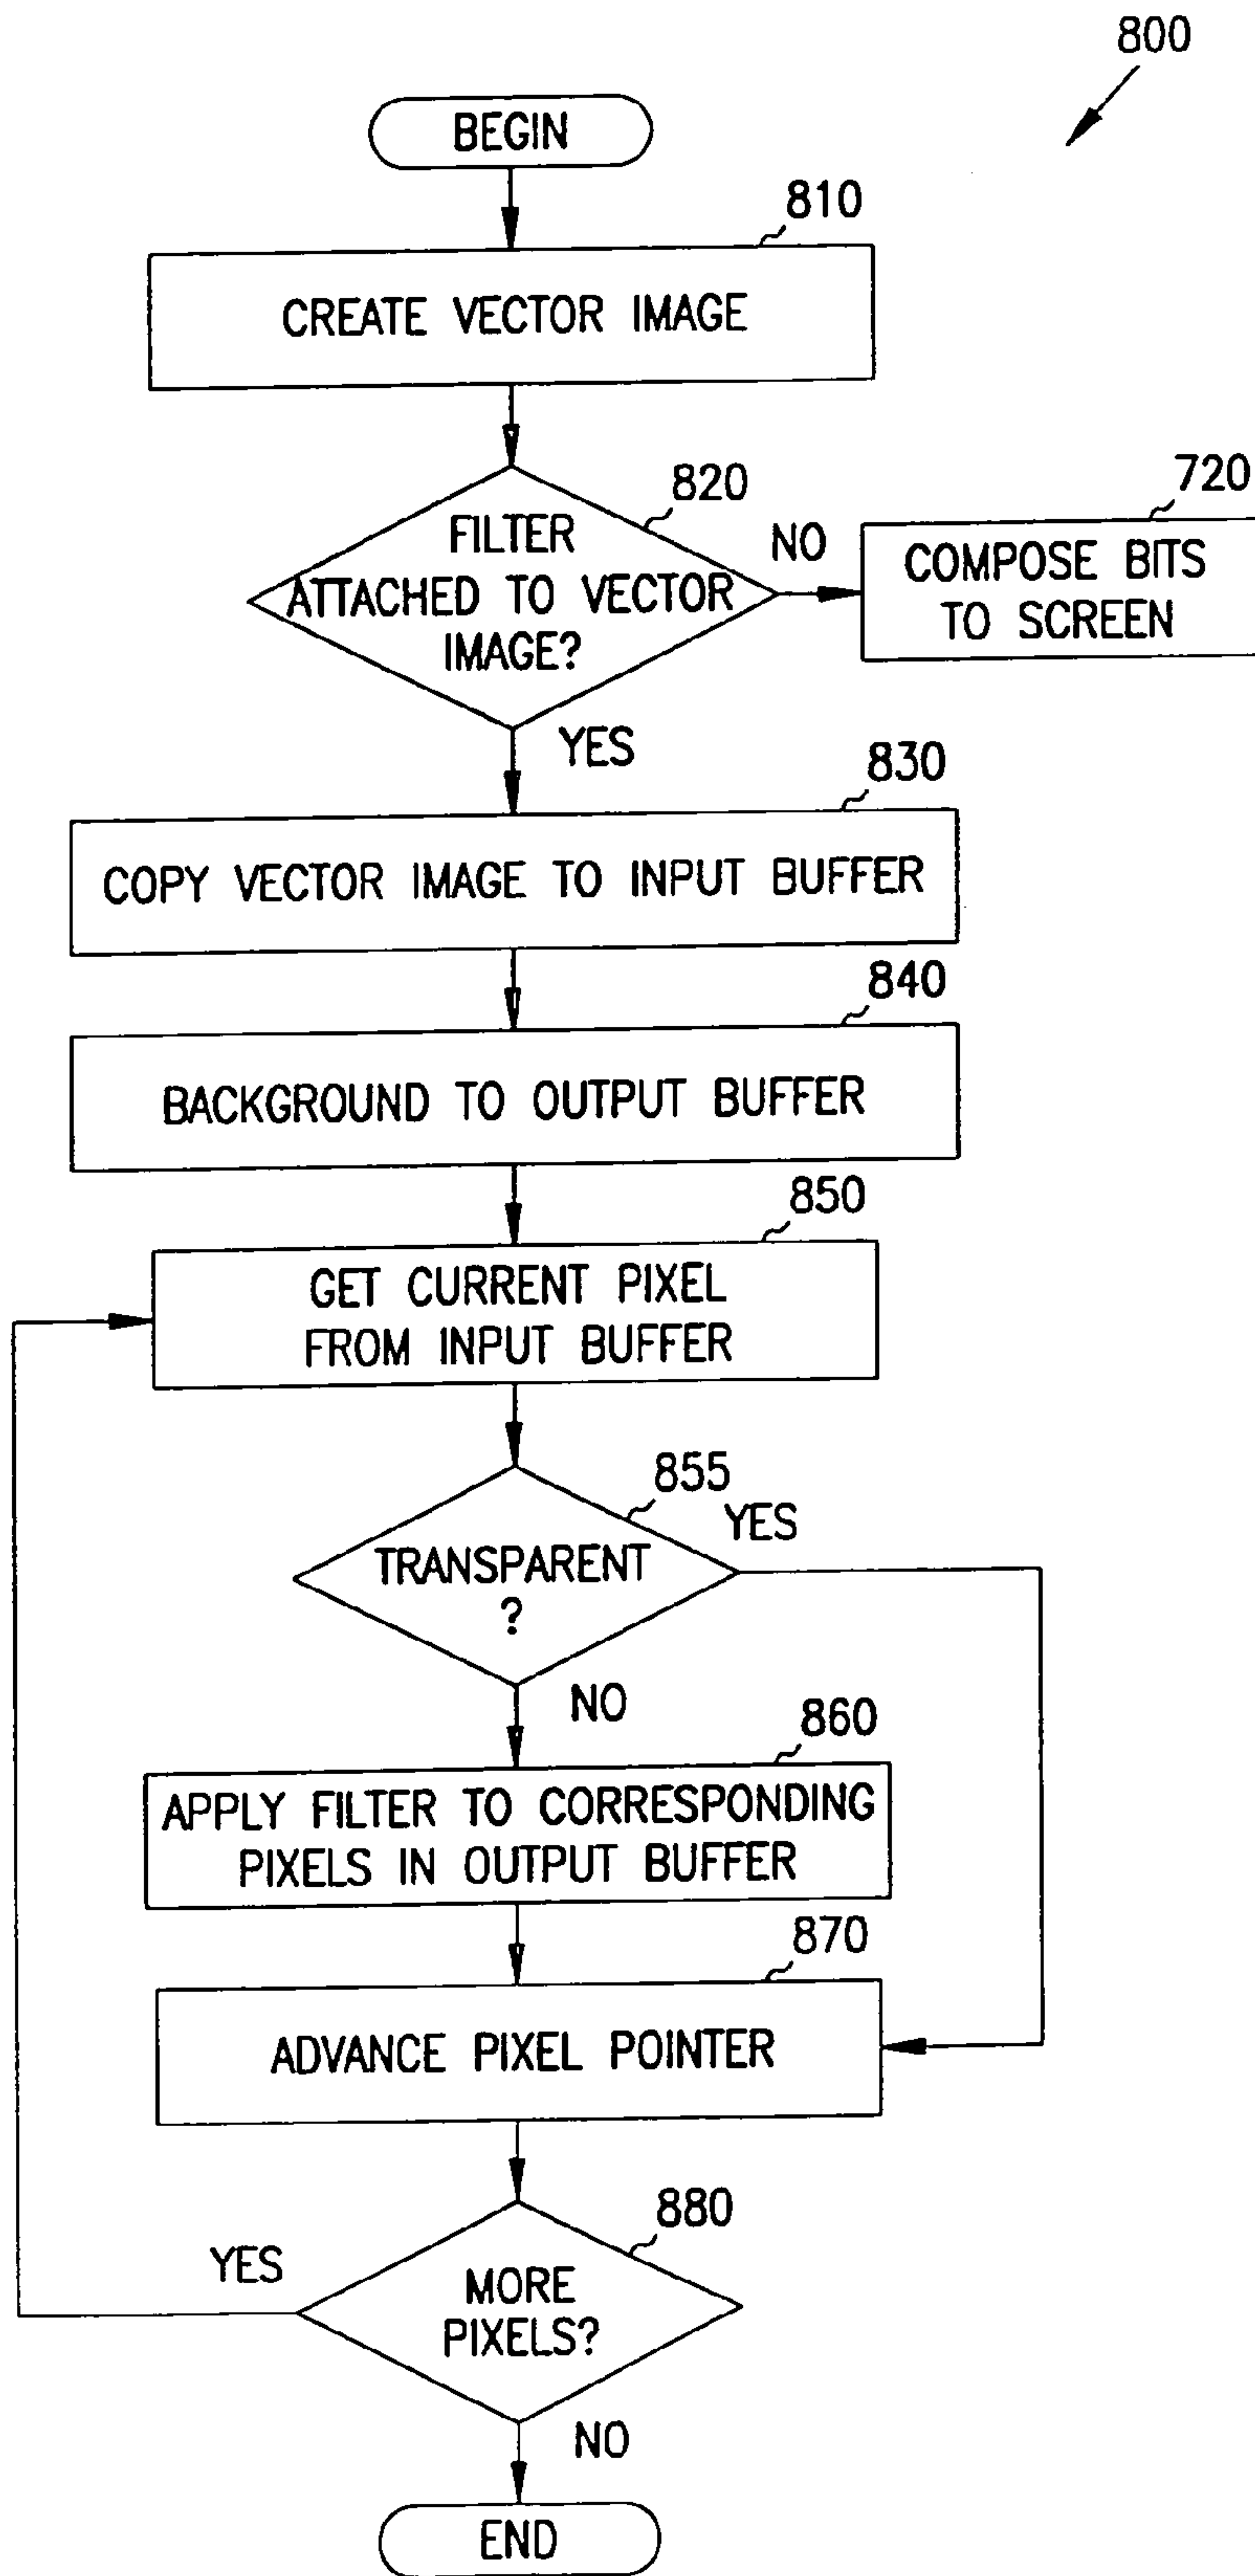 800
BEGIN
810
CREATE VECTOR IMAGE
820
FILTER
ATTACHED TO VECTOR
IMAGE?
NO
720
COMPOSE BITS
TO SCREEN
YES
830
COPY VECTOR IMAGE TO INPUT BUFFER
840
BACKGROUND TO OUTPUT BUFFER
850
GET CURRENT PIXEL
FROM INPUT BUFFER
855
YES
TRANSPARENT
?
NO
860
APPLY FILTER TO CORRESPONDING
PIXELS IN OUTPUT BUFFER
870
ADVANCE PIXEL POINTER
880
YES
MORE
PIXELS?
NO
END